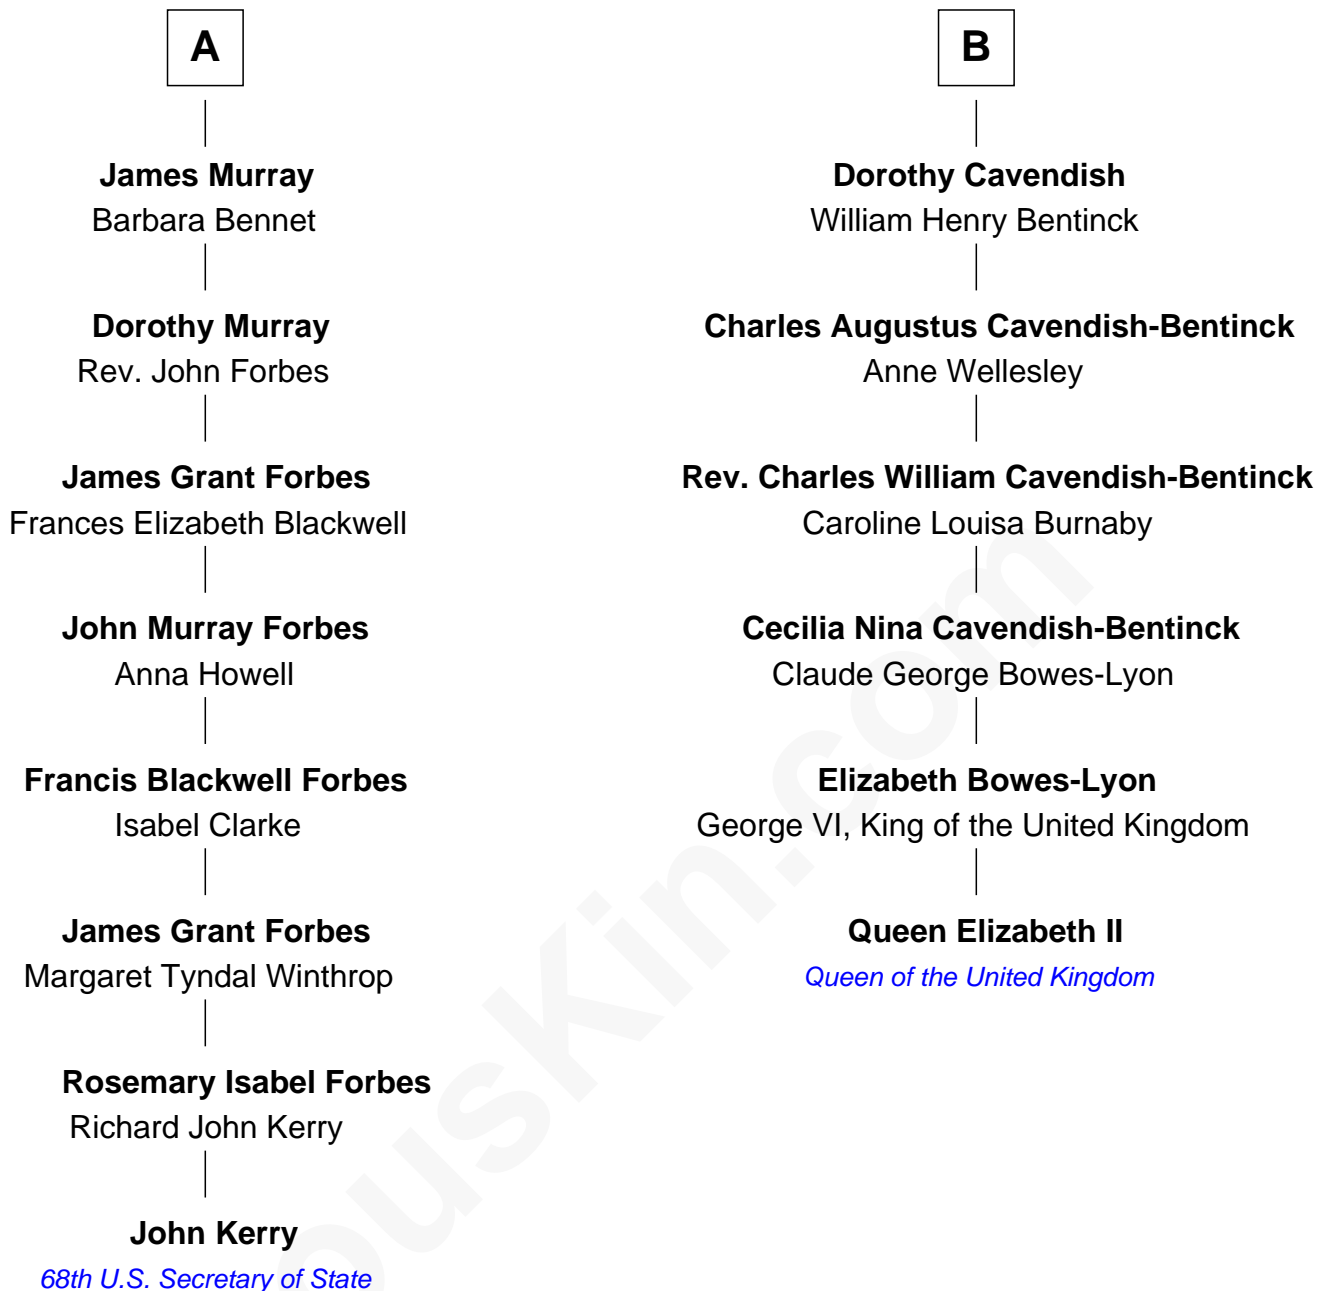 A
James Murray
Barbara Bennet
Dorothy Murray
Rev. John Forbes
James Grant Forbes
Frances Elizabeth Blackwell
John Murray Forbes
Anna Howell
Francis Blackwell Forbes
Isabel Clarke
James Grant Forbes
Margaret Tyndal Winthrop
Rosemary Isabel Forbes
Richard John Kerry
John Kerry
68th U.S. Secretary of State
B
Dorothy Cavendish
William Henry Bentinck
Charles Augustus Cavendish-Bentinck
Anne Wellesley
Rev. Charles William Cavendish-Bentinck
Caroline Louisa Burnaby
Cecilia Nina Cavendish-Bentinck
Claude George Bowes-Lyon
Elizabeth Bowes-Lyon
George VI, King of the United Kingdom
Queen Elizabeth II
Queen of the United Kingdom
ousKin.com